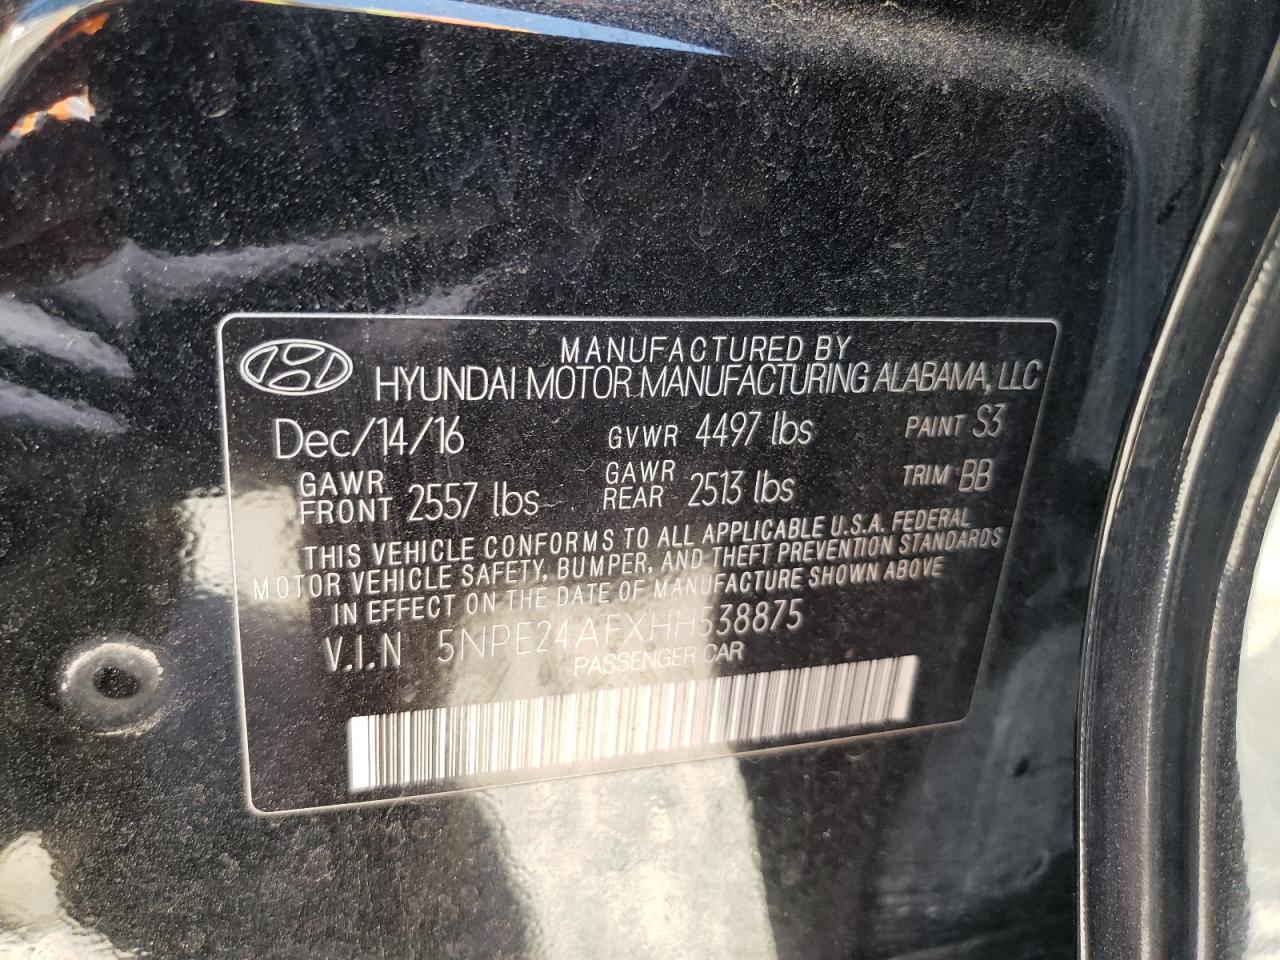 MANUFACTURED BY
HYUNDAI MOTOR MANUFACTURING ALABAMA, LLC
Dec/14/16 GVWR 4497 lbs PAINT S3
GAWR FRONT 2557 lbs GAWR REAR 2513 lbs TRIM BB
THIS VEHICLE CONFORMS TO ALL APPLICABLE U.S.A. FEDERAL
MOTOR VEHICLE SAFETY, BUMPER, AND THEFT PREVENTION STANDARDS
IN EFFECT ON THE DATE OF MANUFACTURE SHOWN ABOVE
V.I.N 5NPE24AFXHH538875
PASSENGER CAR